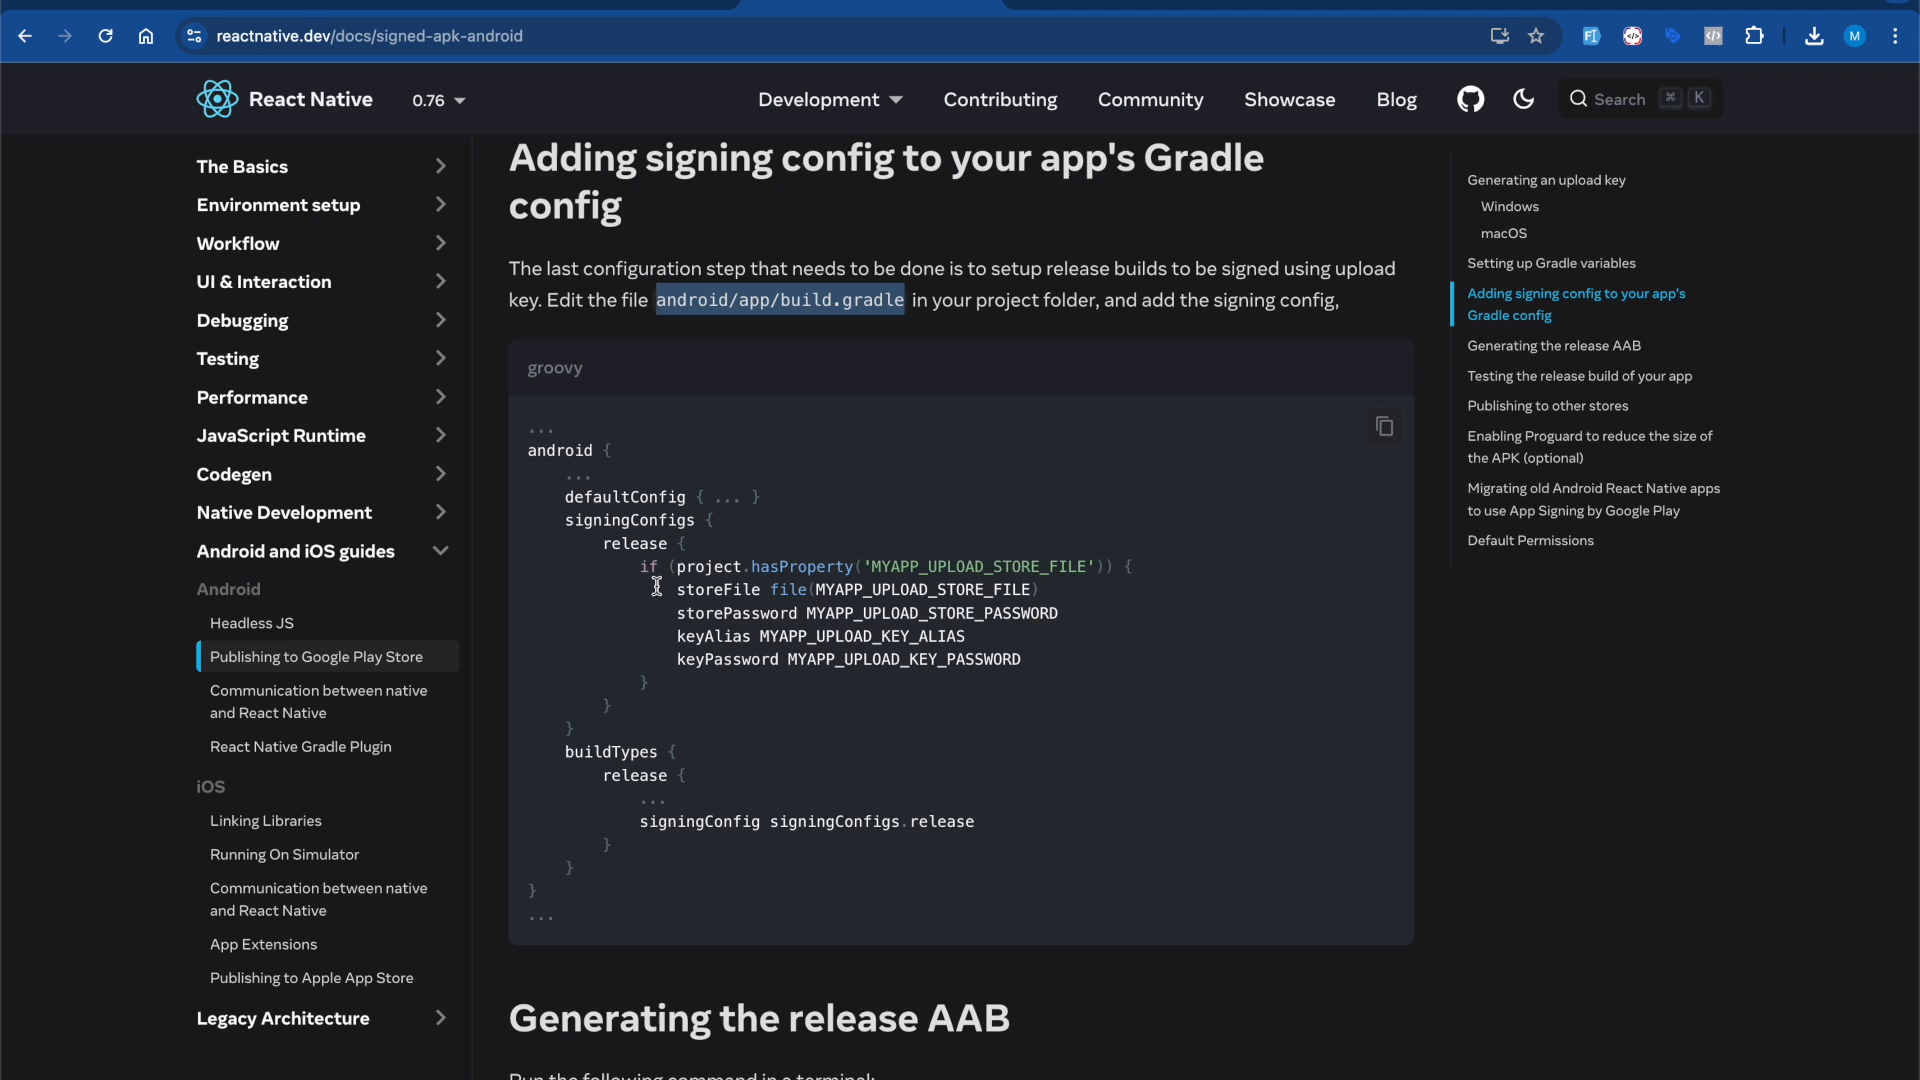 reactnative.dev/docs/signed-apk-android
FI
M
React Native
0.76
Development
Contributing
Community
Showcase
Blog
Search
⌘
K
The Basics
Environment setup
Workflow
UI & Interaction
Debugging
Testing
Performance
JavaScript Runtime
Codegen
Native Development
Android and iOS guides
Android
Headless JS
Publishing to Google Play Store
Communication between native
and React Native
React Native Gradle Plugin
iOS
Linking Libraries
Running On Simulator
Communication between native
and React Native
App Extensions
Publishing to Apple App Store
Legacy Architecture
Adding signing config to your app's Gradle
config
The last configuration step that needs to be done is to setup release builds to be signed using upload
key. Edit the file android/app/build.gradle in your project folder, and add the signing config,
groovy
...
android {
...
defaultConfig { ... }
signingConfigs {
release {
if (project.hasProperty('MYAPP_UPLOAD_STORE_FILE')) {
storeFile file(MYAPP_UPLOAD_STORE_FILE)
storePassword MYAPP_UPLOAD_STORE_PASSWORD
keyAlias MYAPP_UPLOAD_KEY_ALIAS
keyPassword MYAPP_UPLOAD_KEY_PASSWORD
}
}
}
buildTypes {
release {
...
signingConfig signingConfigs.release
}
}
}
...
Generating the release AAB
Run the following command in a terminal:
Generating an upload key
Windows
macOS
Setting up Gradle variables
Adding signing config to your app's
Gradle config
Generating the release AAB
Testing the release build of your app
Publishing to other stores
Enabling Proguard to reduce the size of
the APK (optional)
Migrating old Android React Native apps
to use App Signing by Google Play
Default Permissions